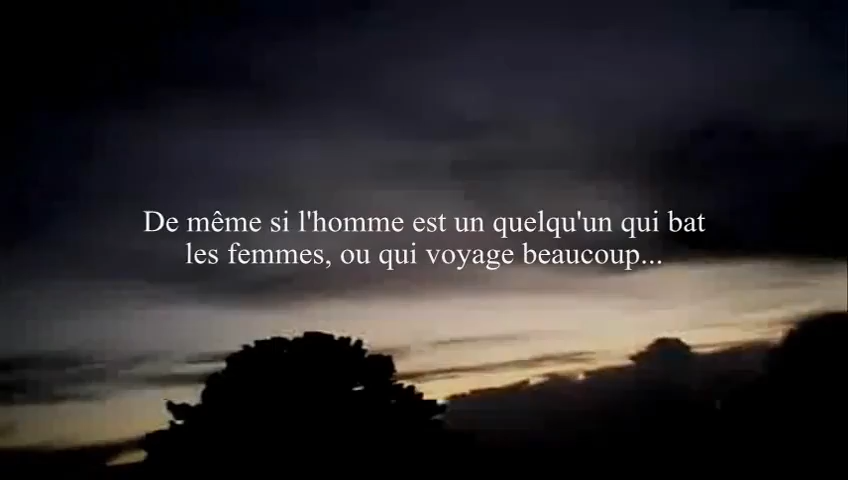 De même si l'homme est un quelqu'un qui bat
les femmes, ou qui voyage beaucoup...